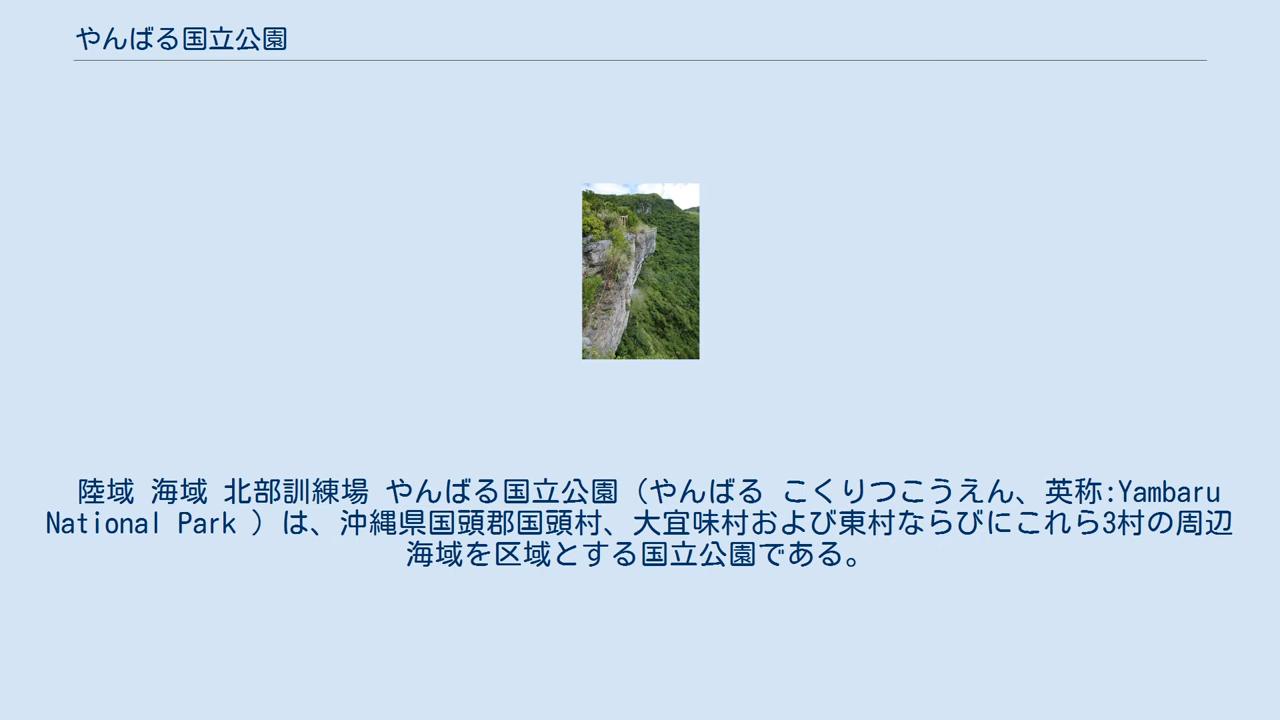 やんばる国立公園
陸域 海域 北部訓練場 やんばる国立公園（やんばる こくりつこうえん、英称:Yambaru
National Park ）は、沖縄県国頭郡国頭村、大宜味村および東村ならびにこれら3村の周辺
海域を区域とする国立公園である。